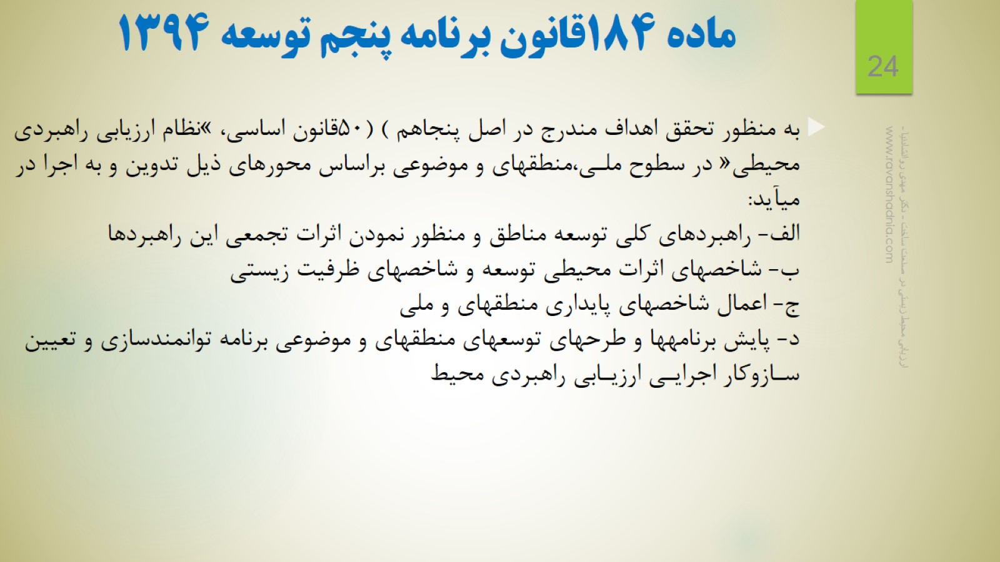 ماده ۱۸۴قانون برنامه پنجم توسعه ۱۳۹۴
24
به منظور تحقق اهداف مندرج در اصل پنجاهم ) (۵۰قانون اساسی، »نظام ارزیابی راهبردی
محیطی« در سطوح ملــی،منطقهای و موضوعی براساس محورهای ذیل تدوین و به اجرا در
میآید:
الف- راهبردهای کلی توسعه مناطق و منظور نمودن اثرات تجمعی این راهبردها
ب- شاخصهای اثرات محیطی توسعه و شاخصهای ظرفیت زیستی
ج- اعمال شاخصهای پایداری منطقهای و ملی
د- پایش برنامهها و طرحهای توسعهای منطقهای و موضوعی برنامه توانمندسازی و تعیین
ســازوکار اجرایــی ارزیــابی راهبردی محیط
ارزیابی محیط زیستی در صنعت ساخت - دکتر مهدی روانشادنیا -
www.ravanshadnia.com